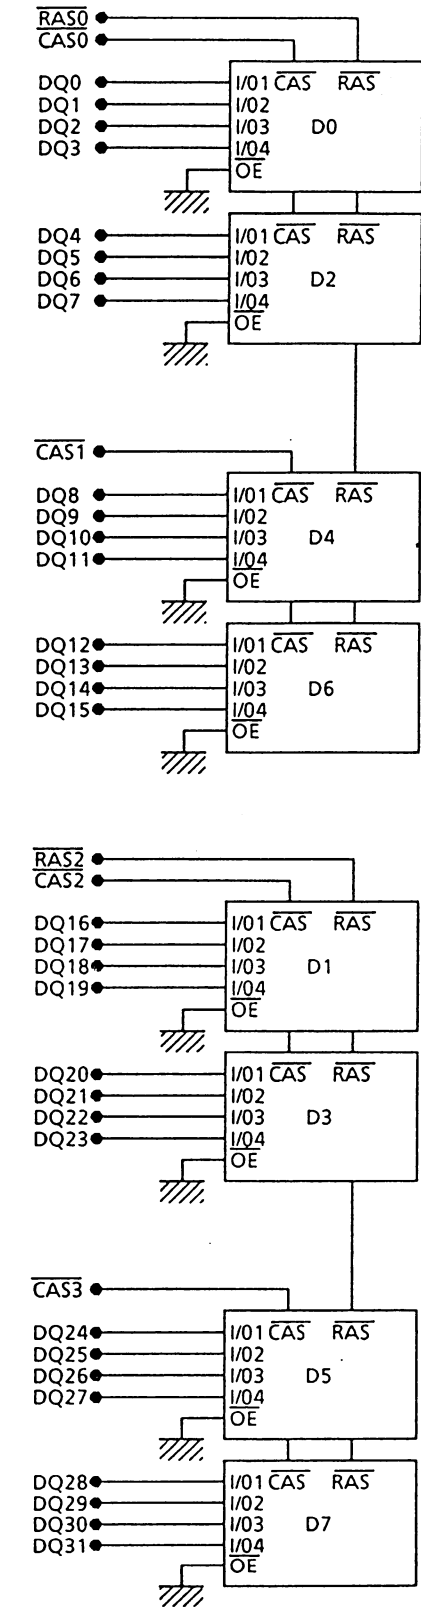 RAS0
CAS0
DQ0 I/01 CAS RAS
DQ1 I/02
DQ2 I/03 D0
DQ3 I/04
OE
DQ4 I/01 CAS RAS
DQ5 I/02
DQ6 I/03 D2
DQ7 I/04
OE
CAS1
DQ8 I/01 CAS RAS
DQ9 I/02
DQ10 I/03 D4
DQ11 I/04
OE
DQ12 I/01 CAS RAS
DQ13 I/02
DQ14 I/03 D6
DQ15 I/04
OE
RAS2
CAS2
DQ16 I/01 CAS RAS
DQ17 I/02
DQ18 I/03 D1
DQ19 I/04
OE
DQ20 I/01 CAS RAS
DQ21 I/02
DQ22 I/03 D3
DQ23 I/04
OE
CAS3
DQ24 I/01 CAS RAS
DQ25 I/02
DQ26 I/03 D5
DQ27 I/04
OE
DQ28 I/01 CAS RAS
DQ29 I/02
DQ30 I/03 D7
DQ31 I/04
OE